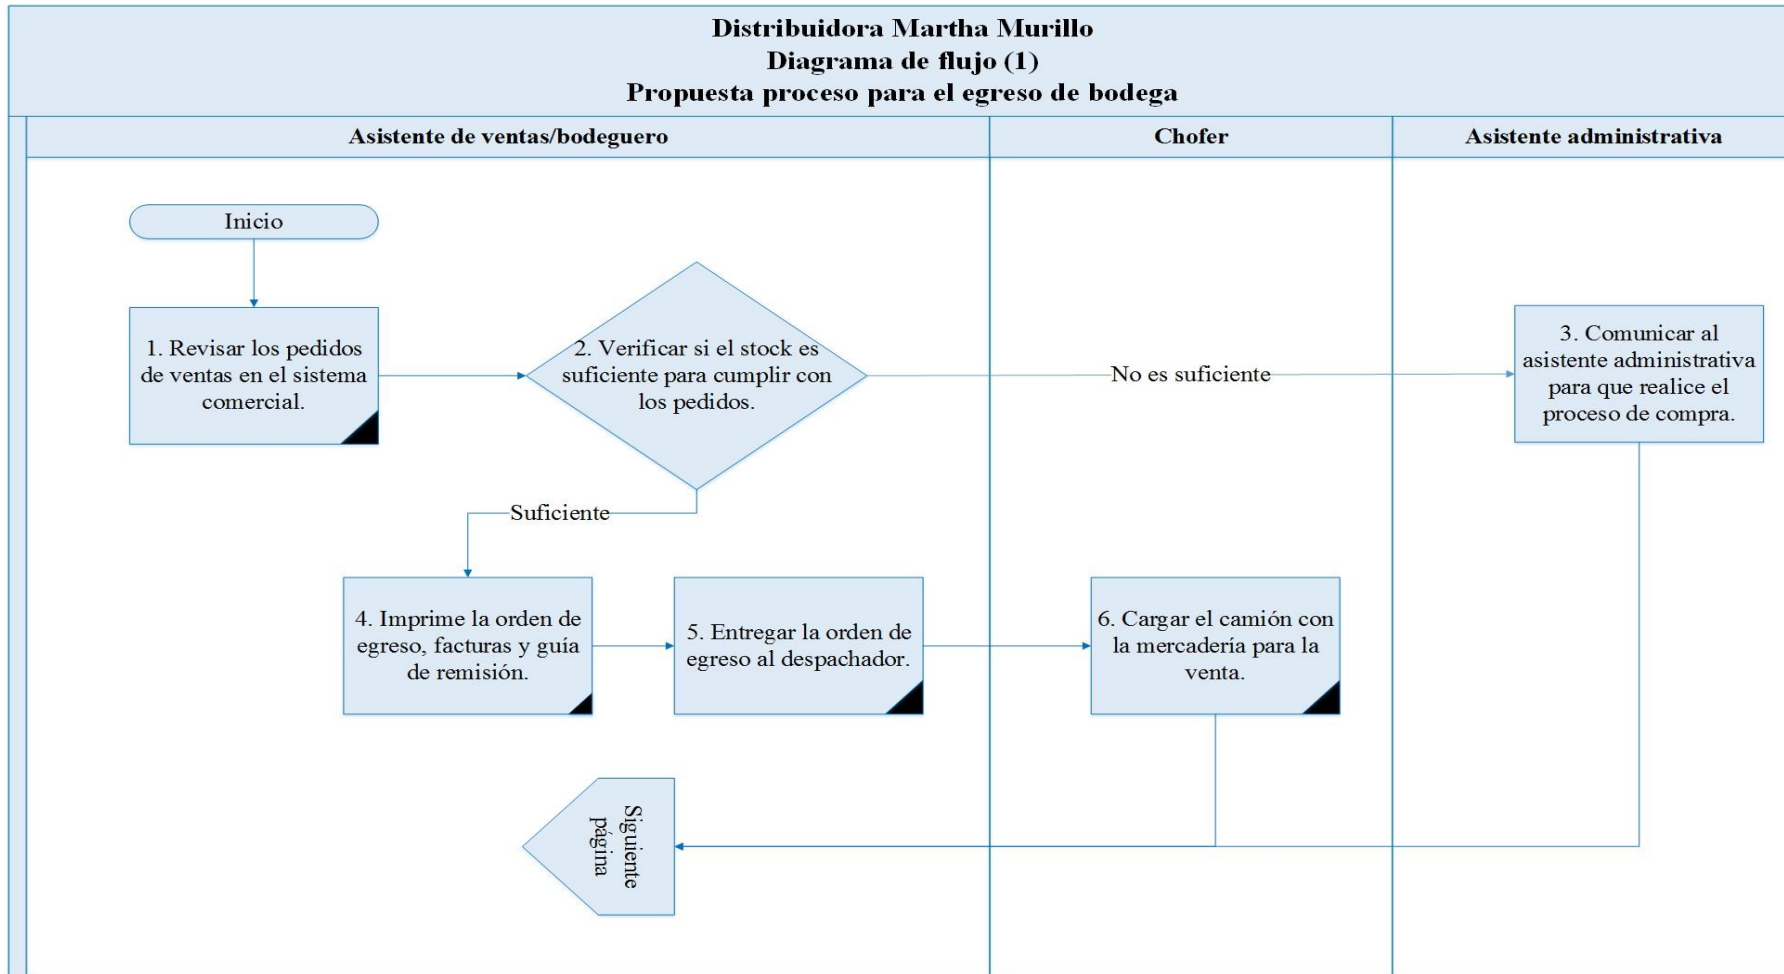 Distribuidora Martha Murillo
Diagrama de flujo (1)
Propuesta proceso para el egreso de bodega
Asistente de ventas/bodeguero
Chofer
Asistente administrativa
Inicio
1. Revisar los pedidos
de ventas en el sistema
comercial.
2. Verificar si el stock es
suficiente para cumplir con
los pedidos.
No es suficiente
3. Comunicar al
asistente administrativa
para que realice el
proceso de compra.
Suficiente
4. Imprime la orden de
egreso, facturas y guía
de remisión.
5. Entregar la orden de
egreso al despachador.
6. Cargar el camión con
la mercadería para la
venta.
Siguiente
página